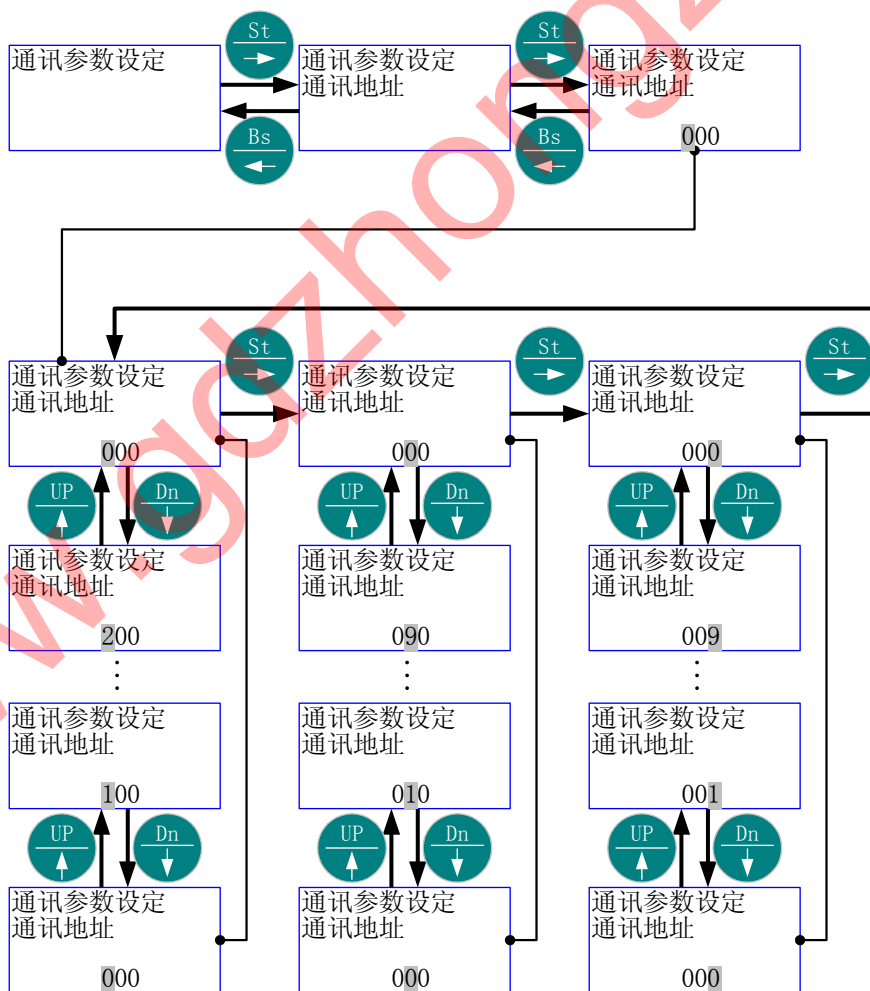 St
St
通讯参数设定
通讯参数设定
通讯地址
通讯参数设定
通讯地址
000
Bs
Bs
St
St
St
通讯参数设定
通讯地址
000
通讯参数设定
通讯地址
000
通讯参数设定
通讯地址
000
UP
Dn
UP
Dn
UP
Dn
通讯参数设定
通讯地址
200
通讯参数设定
通讯地址
090
通讯参数设定
通讯地址
009
⋮
⋮
⋮
通讯参数设定
通讯地址
100
通讯参数设定
通讯地址
010
通讯参数设定
通讯地址
001
UP
Dn
UP
Dn
UP
Dn
通讯参数设定
通讯地址
000
通讯参数设定
通讯地址
000
通讯参数设定
通讯地址
000
w.gdzhongz